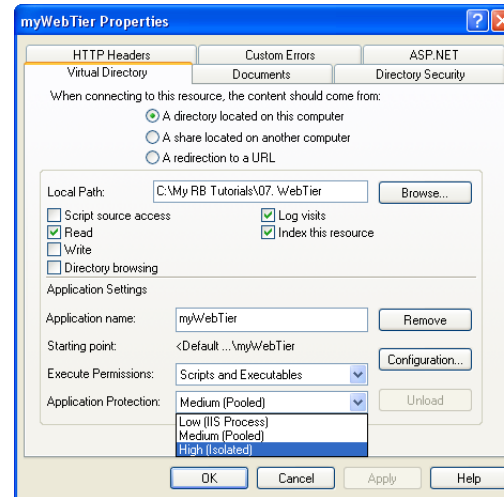 myWebTier Properties
HTTP Headers Custom Errors ASP.NET
Virtual Directory Documents Directory Security
When connecting to this resource, the content should come from:
A directory located on this computer
A share located on another computer
A redirection to a URL
Local Path: C:\My RB Tutorials\07. WebTier Browse...
Script source access Log visits
Read Index this resource
Write
Directory browsing
Application Settings
Application name: myWebTier Remove
Starting point: <Default ...\myWebTier
Configuration...
Execute Permissions: Scripts and Executables
Application Protection: Medium (Pooled) Unload
Low (IIS Process)
Medium (Pooled)
High (Isolated)
OK Cancel Apply Help